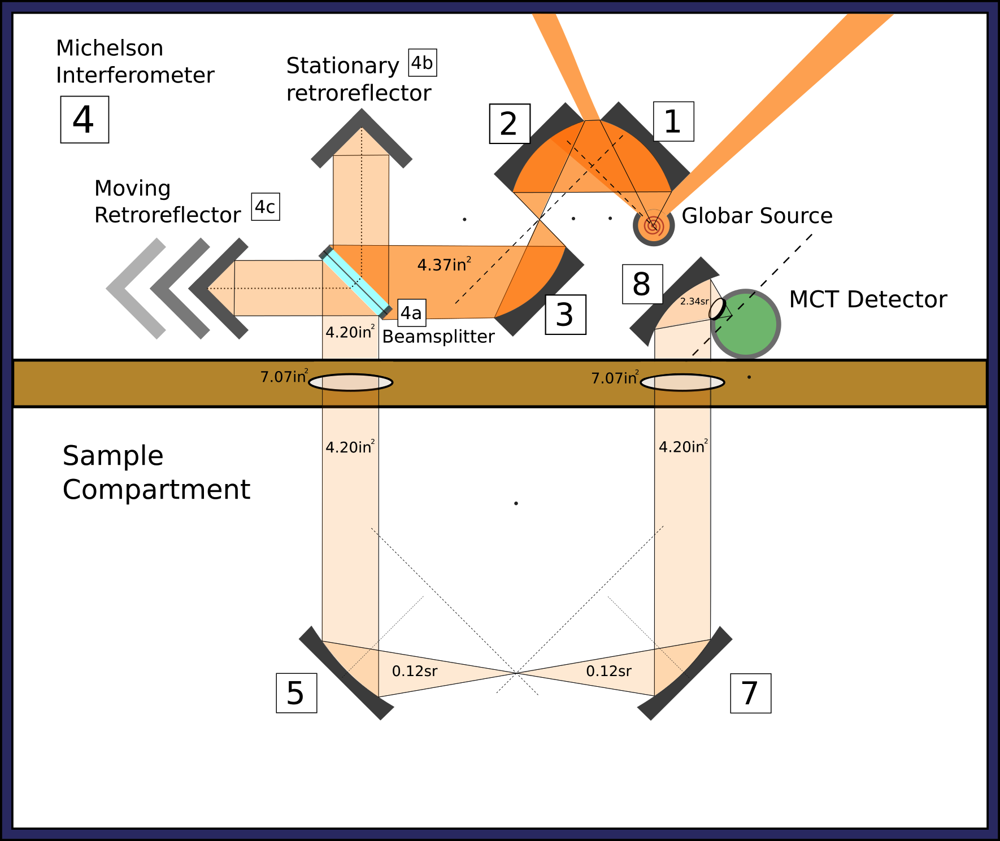 Michelson
Interferometer
4
Stationary 4b
retroreflector
2
1
Moving
Retroreflector 4c
Globar Source
4.37in²
8
2.34sr
MCT Detector
4a
3
4.20in²
Beamsplitter
7.07in²
7.07in²
4.20in²
4.20in²
Sample
Compartment
0.12sr
0.12sr
5
7